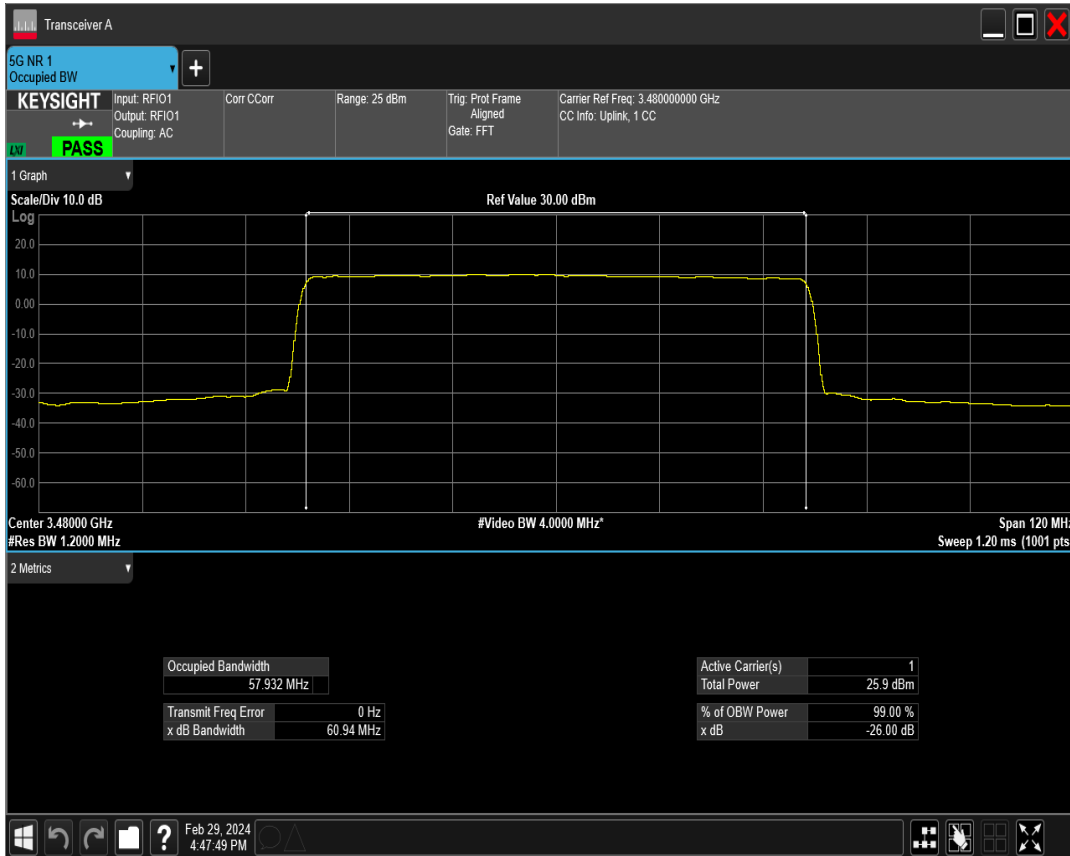 Transceiver A
5G NR 1
Occupied BW
KEYSIGHT
LXI
PASS
Input: RFIO1
Output: RFIO1
Coupling: AC
Corr CCorr
Range: 25 dBm
Trig: Prot Frame
Aligned
Gate: FFT
Carrier Ref Freq: 3.480000000 GHz
CC Info: Uplink, 1 CC
1 Graph
Scale/Div 10.0 dB
Ref Value 30.00 dBm
Log
20.0
10.0
0.00
-10.0
-20.0
-30.0
-40.0
-50.0
-60.0
Center 3.48000 GHz
#Video BW 4.0000 MHz*
Span 120 MHz
#Res BW 1.2000 MHz
Sweep 1.20 ms (1001 pts
2 Metrics
Occupied Bandwidth
57.932 MHz
Transmit Freq Error 0 Hz
x dB Bandwidth 60.94 MHz
Active Carrier(s) 1
Total Power 25.9 dBm
% of OBW Power 99.00 %
x dB -26.00 dB
?
Feb 29, 2024
4:47:49 PM